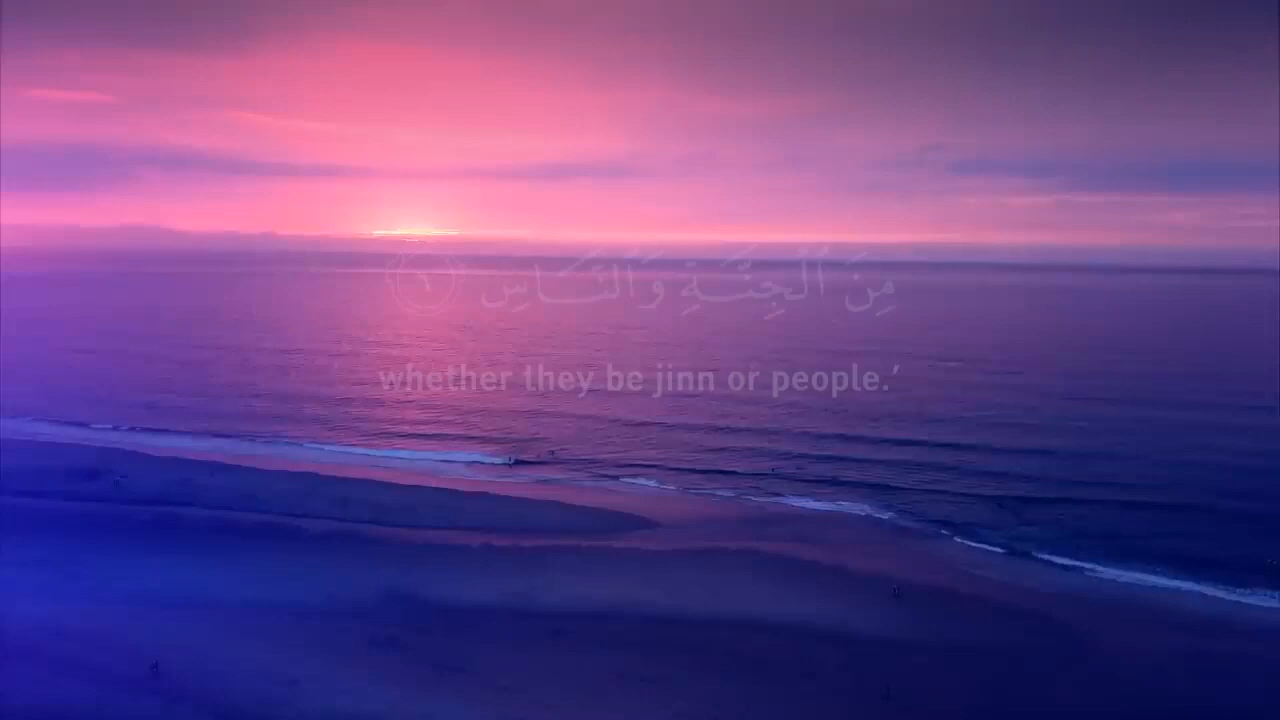 مِنَ ٱلْجِنَّةِ وَٱلنَّاسِ ٦
whether they be jinn or people.’